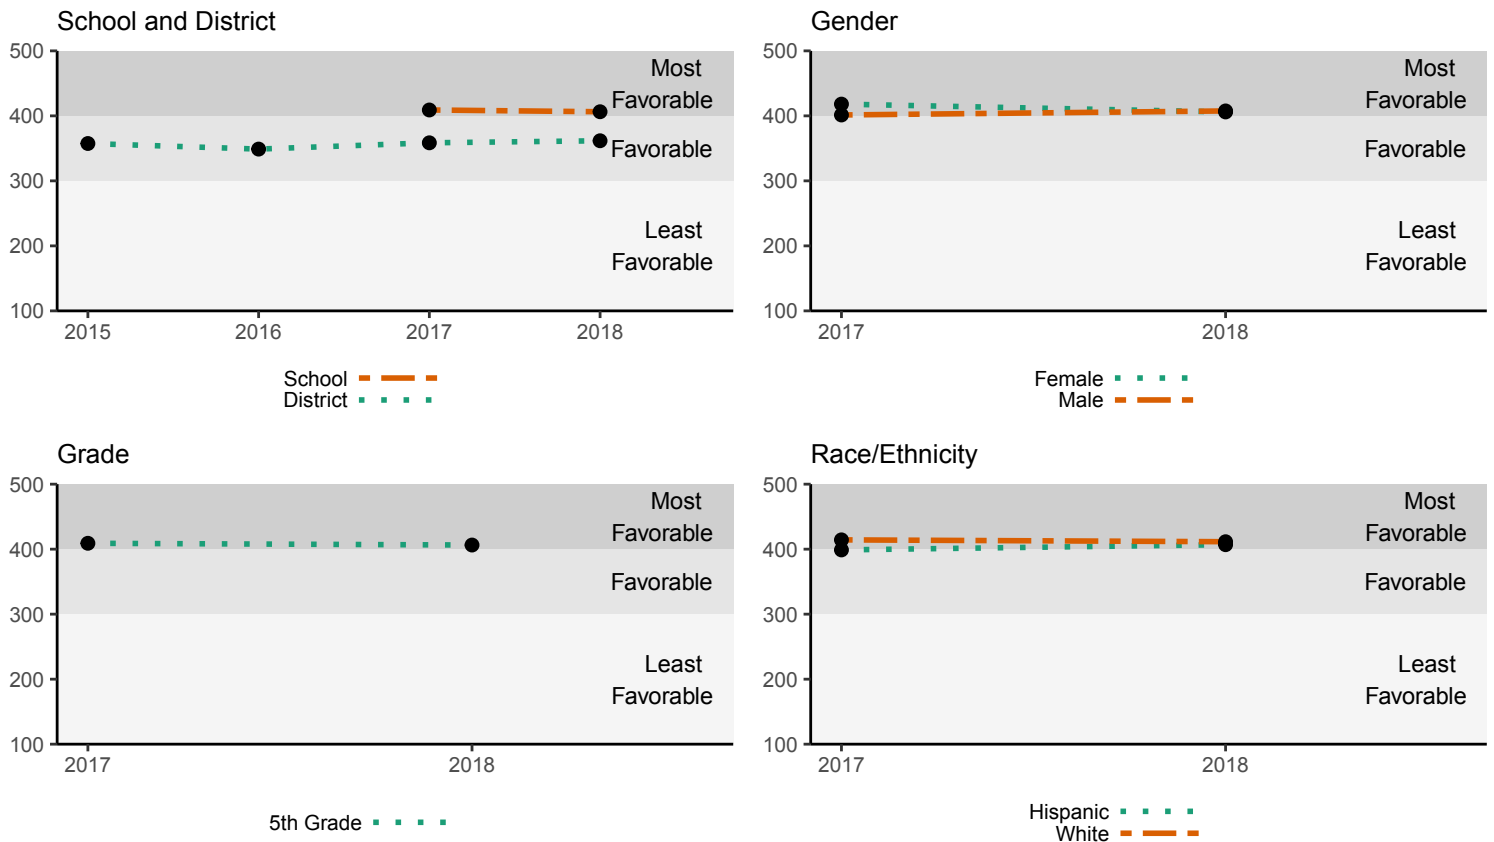 School and District
500
400
300
200
100
Most
Favorable
Favorable
Least
Favorable
2015 2016 2017 2018
School
District
Gender
500
400
300
200
100
Most
Favorable
Favorable
Least
Favorable
2017 2018
Female
Male
Grade
500
400
300
200
100
Most
Favorable
Favorable
Least
Favorable
2017 2018
5th Grade
Race/Ethnicity
500
400
300
200
100
Most
Favorable
Favorable
Least
Favorable
2017 2018
Hispanic
White